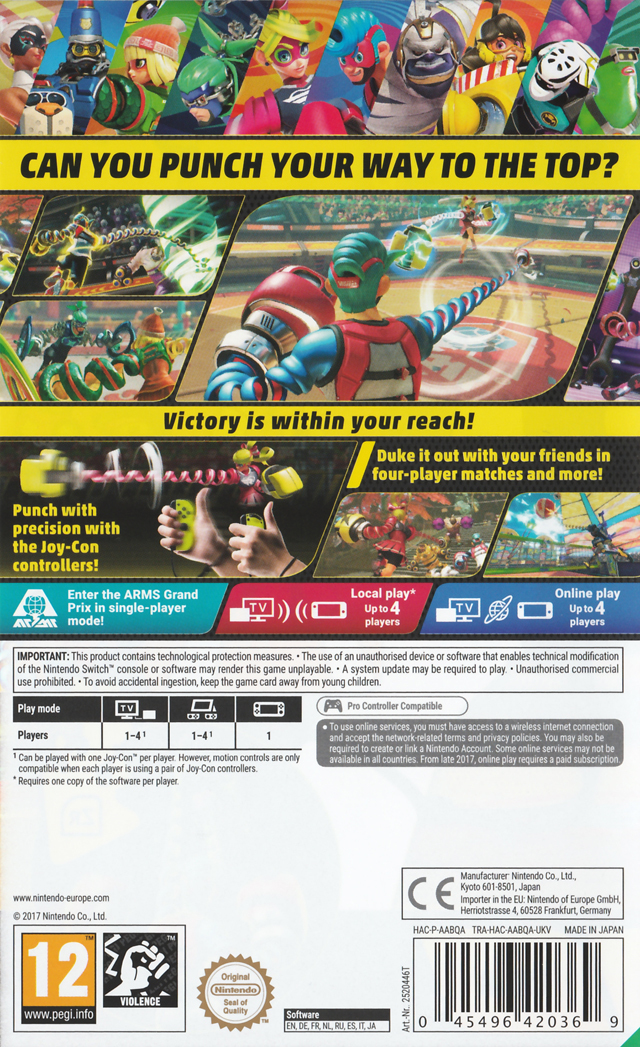 CAN YOU PUNCH YOUR WAY TO THE TOP?
Victory is within your reach!
Punch with
precision with
the Joy-Con
controllers!
Duke it out with your friends in
four-player matches and more!
Enter the ARMS Grand
Prix in single-player
mode!
TV
Local play*
Up to 4
players
TV
Online play
Up to 4
players
IMPORTANT: This product contains technological protection measures. • The use of an unauthorised device or software that enables technical modification
of the Nintendo Switch™ console or software may render this game unplayable. • A system update may be required to play. • Unauthorised commercial
use prohibited. • To avoid accidental ingestion, keep the game card away from young children.
Play mode
TV
Players
1–4¹
1–4¹
1
¹ Can be played with one Joy-Con™ per player. However, motion controls are only
compatible when each player is using a pair of Joy-Con controllers.
* Requires one copy of the software per player.
Pro Controller Compatible
• To use online services, you must have access to a wireless internet connection
and accept the network-related terms and privacy policies. You may also be
required to create or link a Nintendo Account. Some online services may not be
available in all countries. From late 2017, online play requires a paid subscription.
www.nintendo-europe.com
© 2017 Nintendo Co., Ltd.
12
™
www.pegi.info
™
VIOLENCE
Original
Nintendo
Seal of
Quality
™
Software
EN, DE, FR, NL, RU, ES, IT, JA
CE
Manufacturer: Nintendo Co., Ltd.,
Kyoto 601-8501, Japan
Importer in the EU: Nintendo of Europe GmbH,
Herriotstrasse 4, 60528 Frankfurt, Germany
HAC-P-AABQA TRA-HAC-AABQA-UKV MADE IN JAPAN
Art.-Nr. 2520446T
0 45496 42036 9